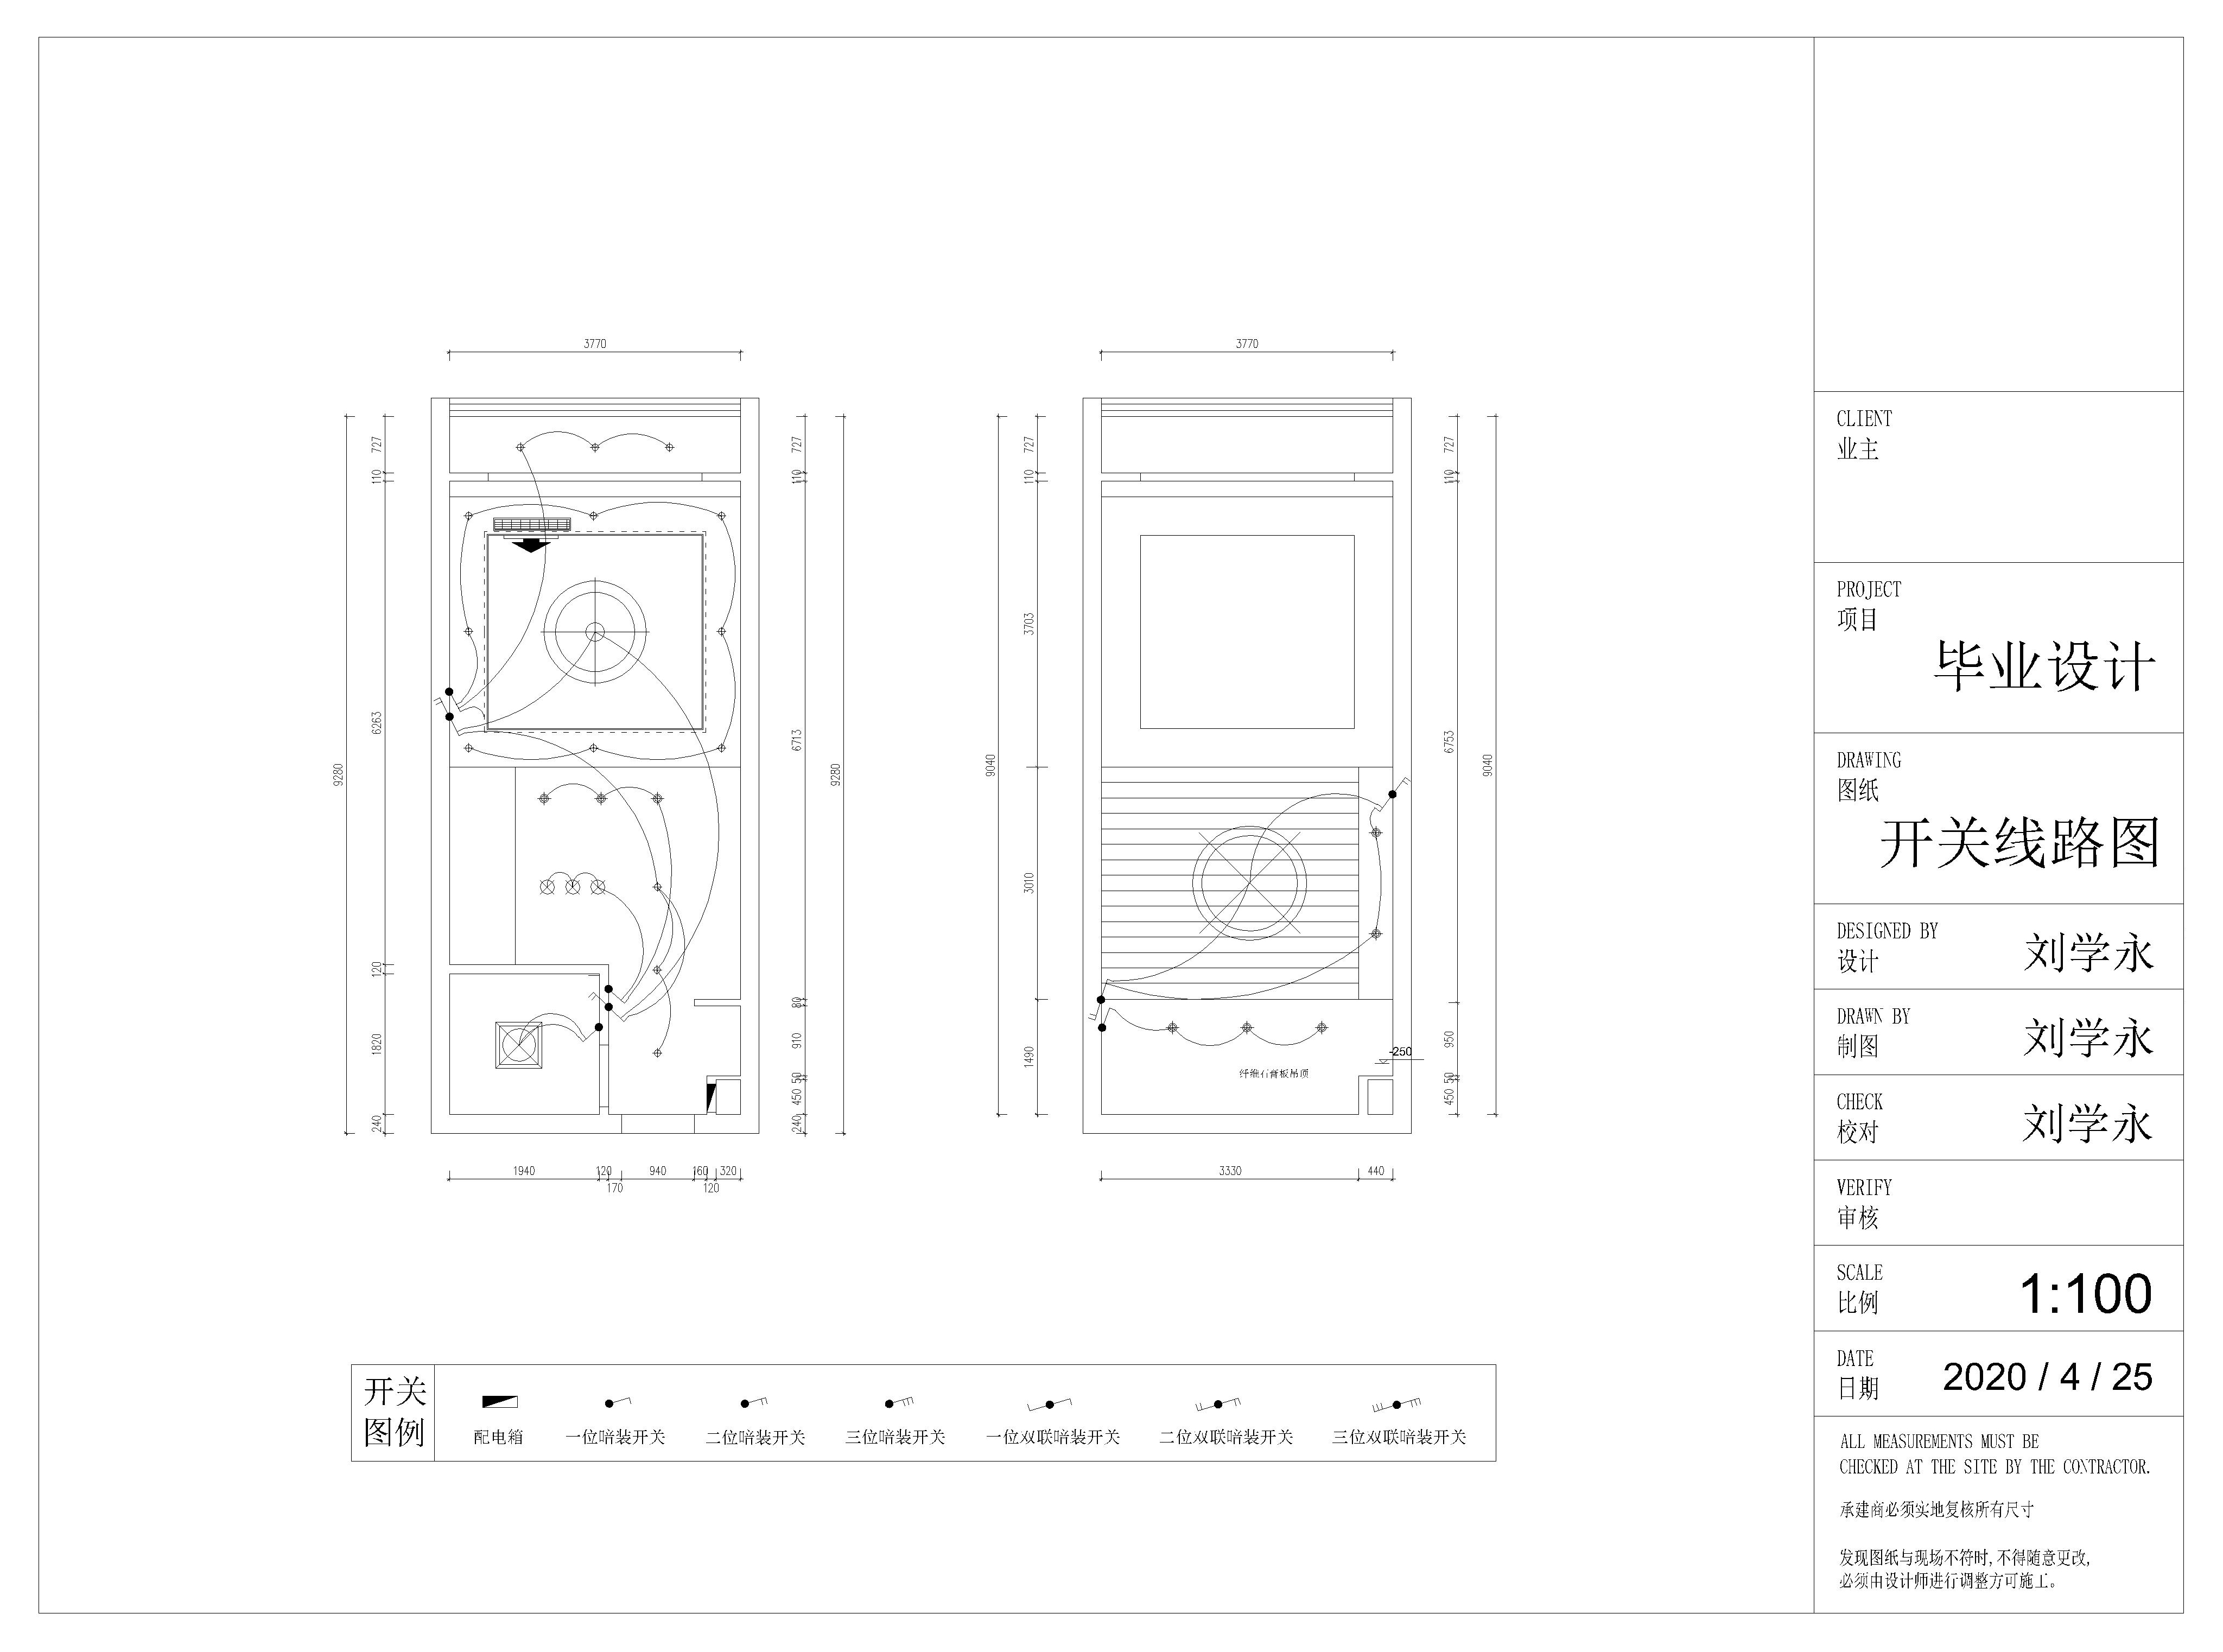 3770
727
110
6263
120
1820
240
9280
727
110
6713
80
910
50
450
240
9280
1940
120
170
940
160
120
320
3770
727
110
3703
3010
1490
9040
727
110
6753
950
50
450
9040
-250
纤维石膏板吊顶
3330
440
开关
图例
配电箱
一位暗装开关
二位暗装开关
三位暗装开关
一位双联暗装开关
二位双联暗装开关
三位双联暗装开关
CLIENT
业主
PROJECT
项目
毕业设计
DRAWING
图纸
开关线路图
DESIGNED BY
设计
刘学永
DRAWN BY
制图
刘学永
CHECK
校对
刘学永
VERIFY
审核
SCALE
比例
1:100
DATE
日期
2020 / 4 / 25
ALL MEASUREMENTS MUST BE
CHECKED AT THE SITE BY THE CONTRACTOR.
承建商必须实地复核所有尺寸
发现图纸与现场不符时,不得随意更改,
必须由设计师进行调整方可施工。